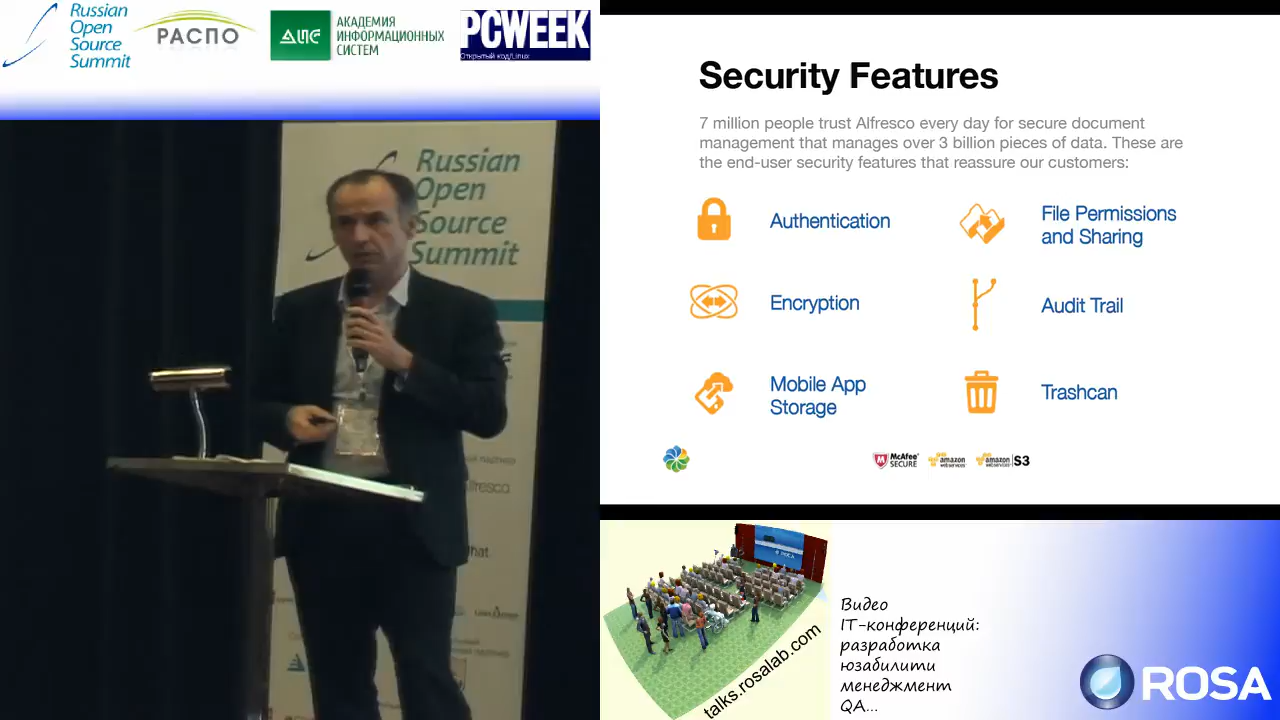 Russian
Open
Source
Summit
РАСПО
АИС
АКАДЕМИЯ
ИНФОРМАЦИОННЫХ
СИСТЕМ
PCWEEK
Открытый код/Linux
Russian
Open
Source
Summit
Security Features
7 million people trust Alfresco every day for secure document
management that manages over 3 billion pieces of data. These are
the end-user security features that reassure our customers:
Authentication
File Permissions
and Sharing
Encryption
Audit Trail
Mobile App
Storage
Trashcan
McAfee
SECURE
amazon
webservices
amazon
webservices
S3
talks.rosalab.com
Видео
IT-конференций:
разработка
юзабилити
менеджмент
QA...
ROSA